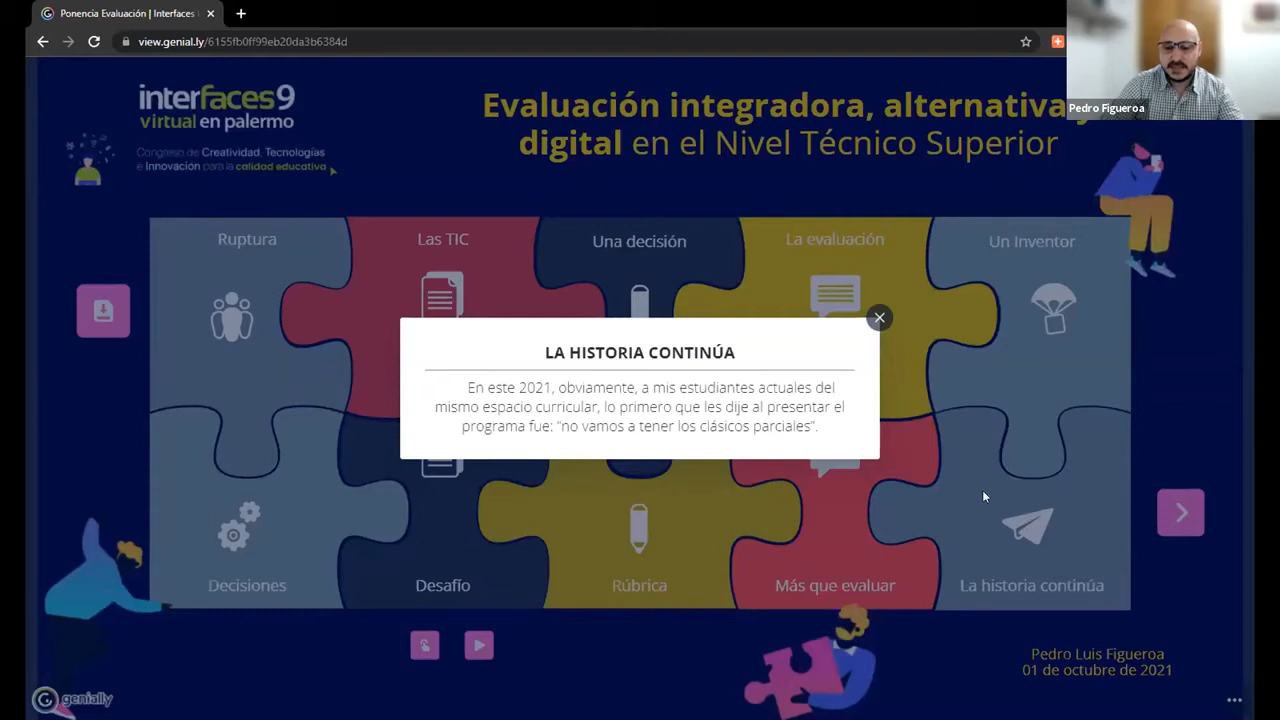 Ponencia Evaluación | Interfaces
view.genial.ly/6155fb0ff99eb20da3b6384d
Pedro Figueroa
interfaces9
virtual en palermo
Congreso de Creatividad, Tecnologías
e Innovación para la calidad educativa
Evaluación integradora, alternativa y
digital en el Nivel Técnico Superior
Ruptura
Las TIC
Una decisión
La evaluación
Un Inventor
LA HISTORIA CONTINÚA
En este 2021, obviamente, a mis estudiantes actuales del
mismo espacio curricular, lo primero que les dije al presentar el
programa fue: “no vamos a tener los clásicos parciales”.
Decisiones
Desafío
Rúbrica
Más que evaluar
La historia continúa
Pedro Luis Figueroa
01 de octubre de 2021
genially